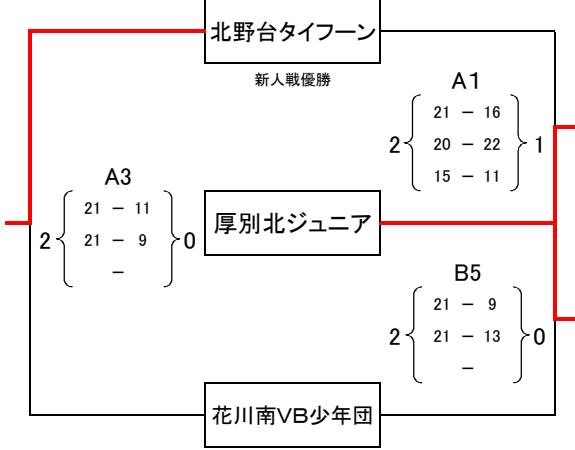 北野台タイフーン
新人戦優勝
A1
21 － 16
2 20 － 22 1
15 － 11
A3
21 － 11
2 21 － 9 0
－
厚別北ジュニア
B5
21 － 9
2 21 － 13 0
－
花川南VB少年団